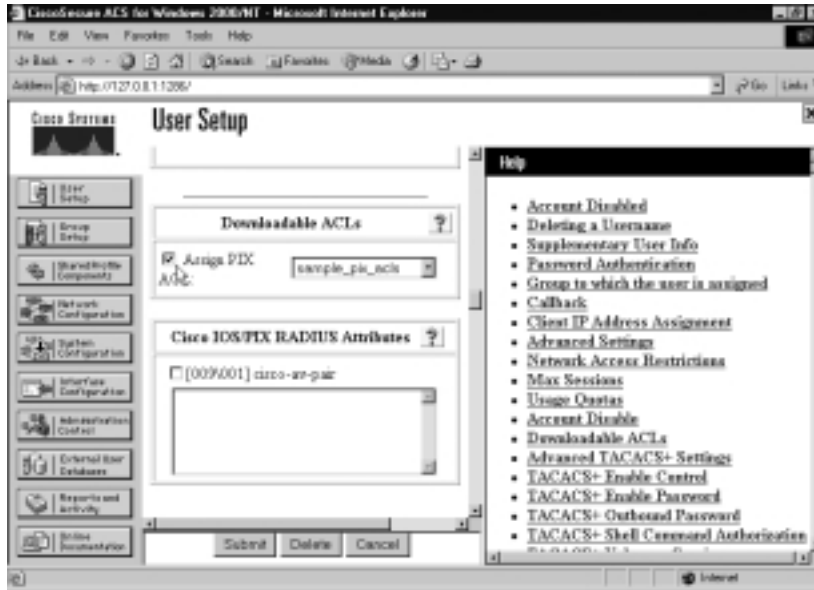 CiscoSecure ACS for Windows 2000/NT - Microsoft Internet Explorer
File Edit View Favorites Tools Help
Back Search Favorites Media
Address http://127.0.0.1:1286/ Go Links
CISCO SYSTEMS
User Setup
User Setup
Group Setup
Shared Profile Components
Network Configuration
System Configuration
Interface Configuration
Administration Control
External User Databases
Reports and Activity
Online Documentation
Downloadable ACLs ?
Assign PIX
sample_pix_acls
Cisco IOS/PIX RADIUS Attributes ?
[009\001] cisco-av-pair
Submit Delete Cancel
Help
Account Disabled
Deleting a Username
Supplementary User Info
Password Authentication
Group to which the user is assigned
Callback
Client IP Address Assignment
Advanced Settings
Network Access Restrictions
Max Sessions
Usage Quotas
Account Disable
Downloadable ACLs
Advanced TACACS+ Settings
TACACS+ Enable Control
TACACS+ Enable Password
TACACS+ Outbound Password
TACACS+ Shell Command Authorization
Internet